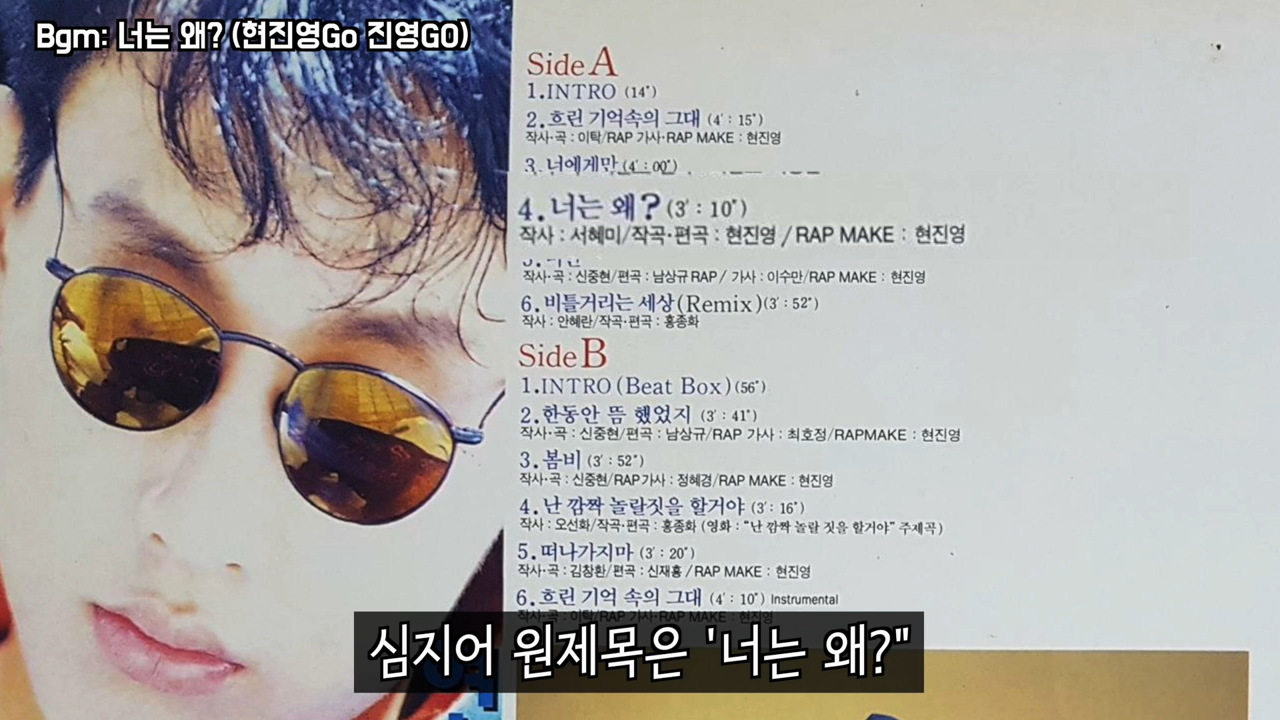 Bgm: 너는 왜? (현진영Go 진영GO)
Side A
1.INTRO (14")
2.흐린 기억속의 그대 (4' : 15")
작사·곡 : 이탁/RAP 가사·RAP MAKE : 현진영
3. 너에게만 (4' : 00")
4.너는 왜? (3' : 10")
작사 : 서혜미/작곡·편곡 : 현진영 / RAP MAKE : 현진영
작사·곡 : 신중현/편곡 : 남상규 RAP / 가사 : 이수만/RAP MAKE : 현진영
6.비틀거리는 세상(Remix)(3' : 52")
작사 : 안혜란/작곡·편곡 : 홍종화
Side B
1.INTRO(Beat Box)(56")
2.한동안 뜸 했었지 (3' : 41")
작사·곡 : 신중현/편곡 : 남상규/RAP 가사 : 최호정/RAPMAKE : 현진영
3.봄비 (3' : 52")
작사·곡 : 신중현/RAP가사 : 정혜경/RAP MAKE : 현진영
4.난 깜짝 놀랄짓을 할거야 (3' : 16")
작사 : 오선화/작곡·편곡 : 홍종화 (영화 : "난 깜짝 놀랄 짓을 할거야" 주제곡)
5.떠나가지마 (3' : 20")
작사·곡 : 김창환/편곡 : 신재홍 / RAP MAKE : 현진영
6.흐린 기억 속의 그대 (4' : 10") Instrumental
작사·곡 : 이탁/RAP 가사·RAP MAKE : 현진영
심지어 원제목은 '너는 왜?"